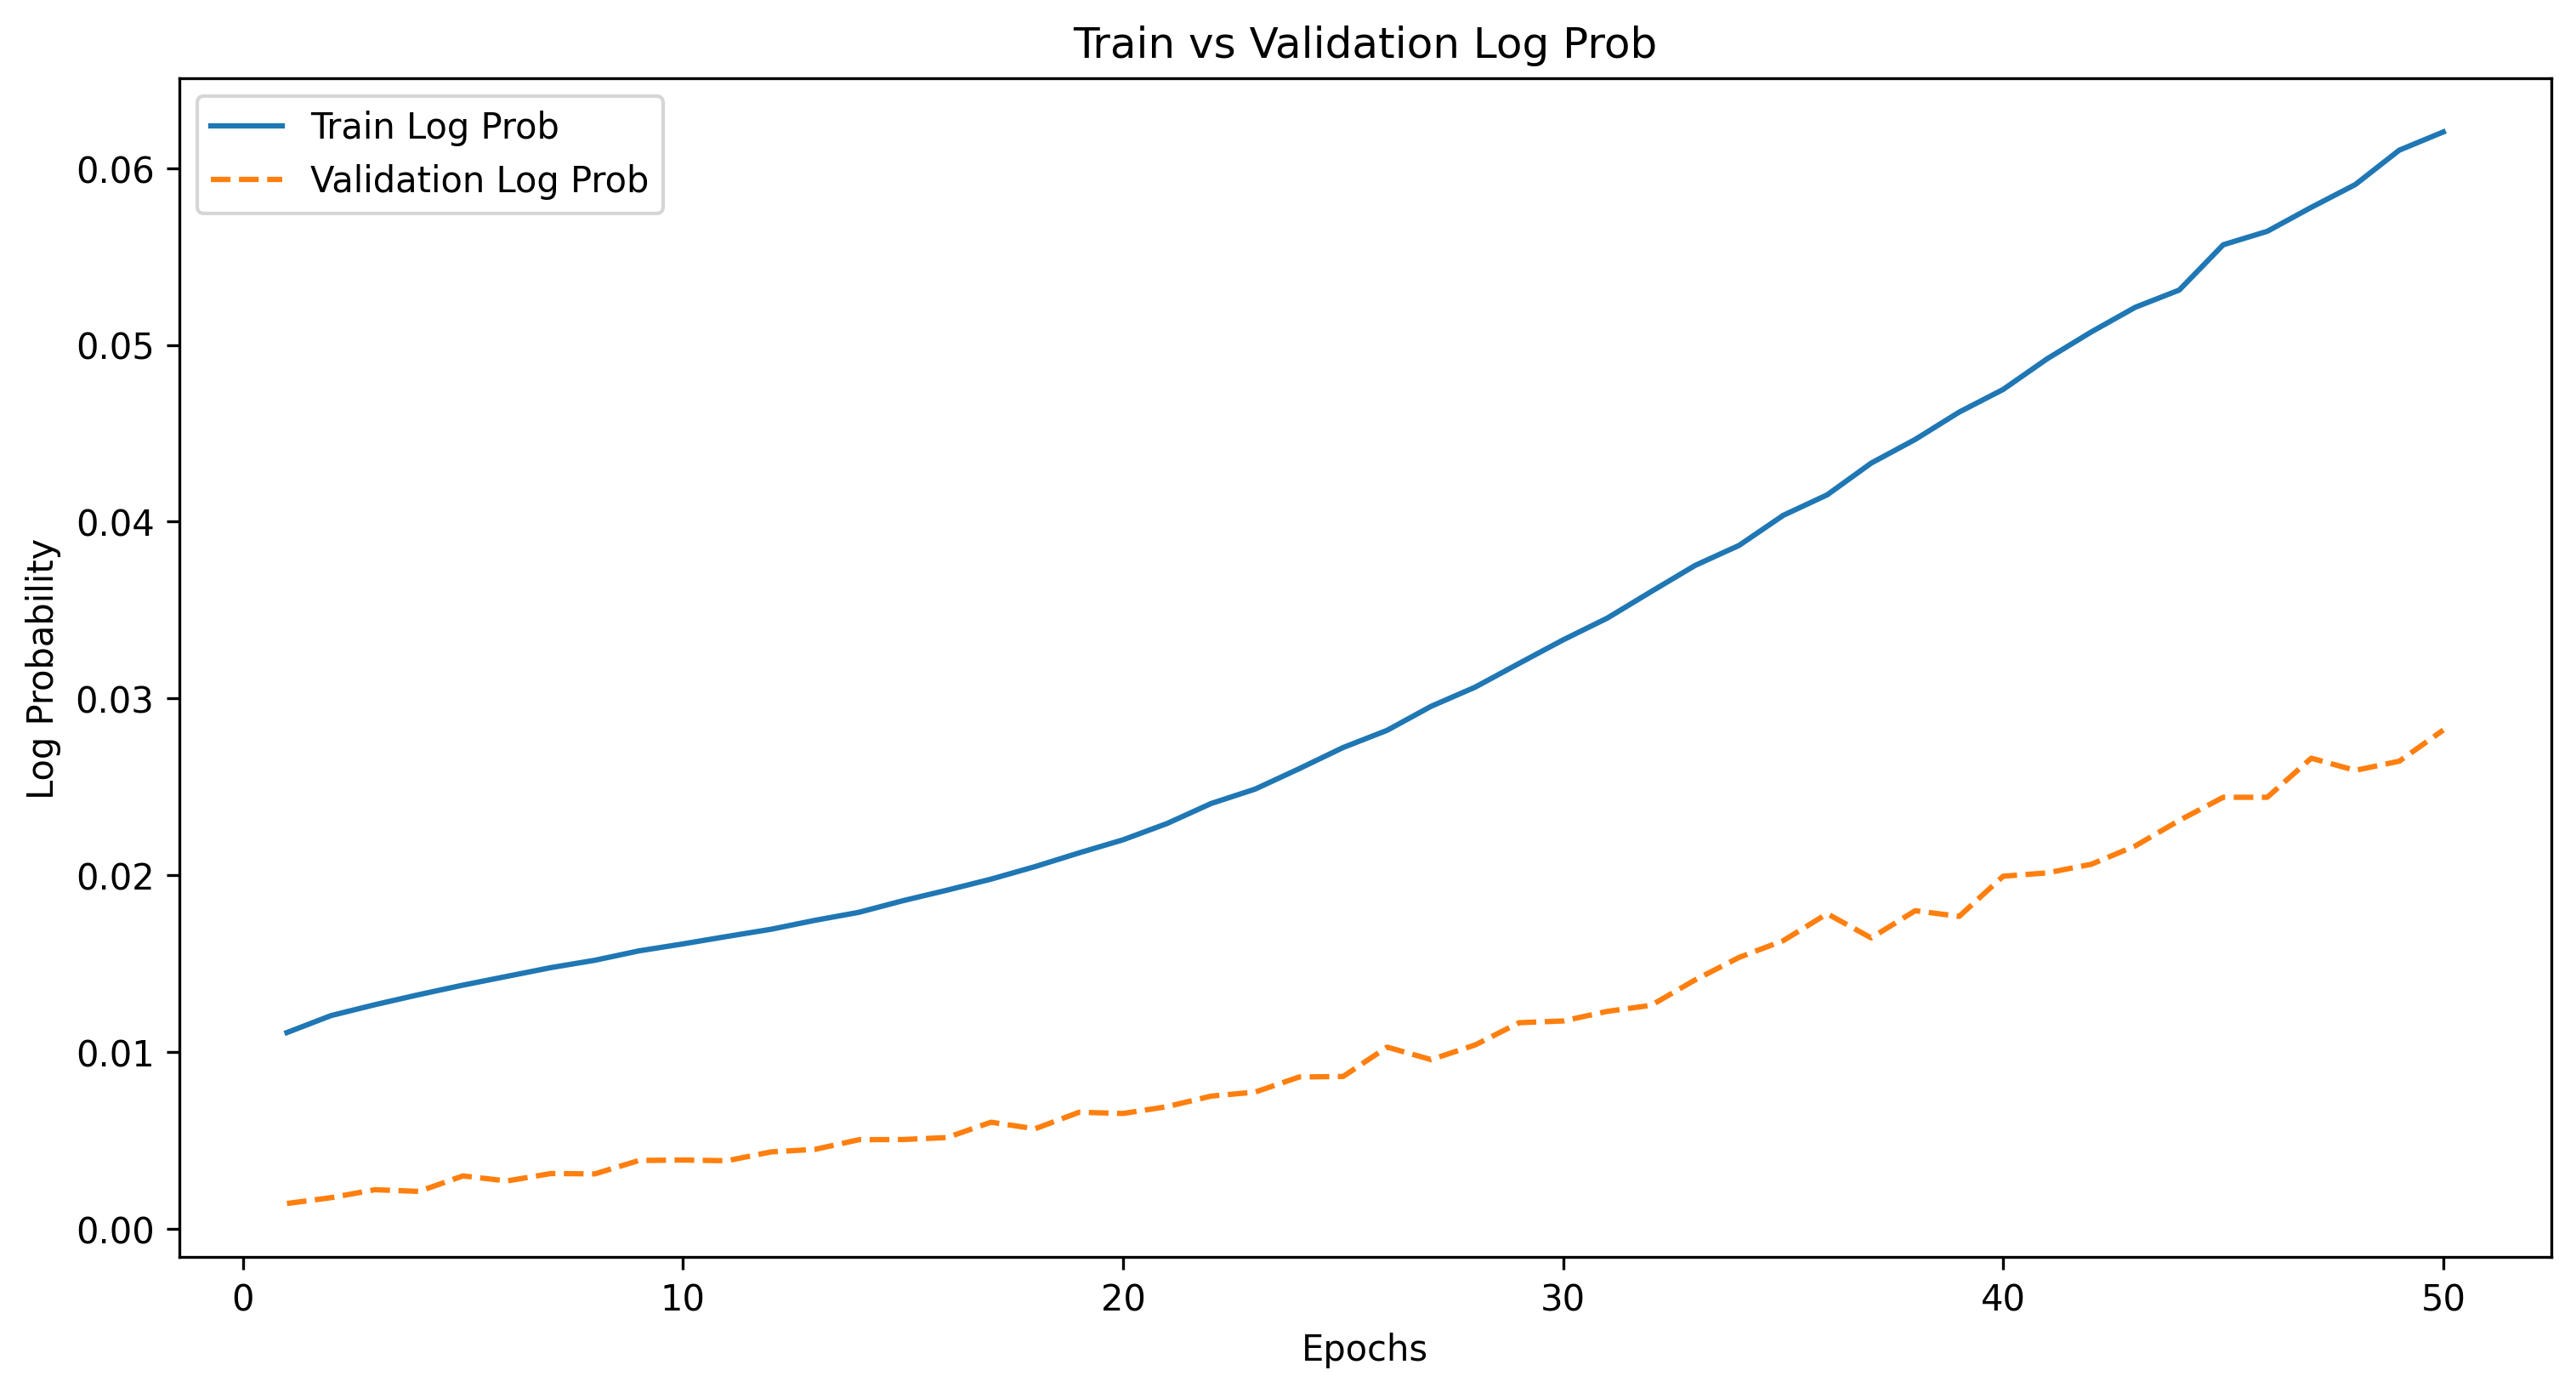 Train vs Validation Log Prob
Train Log Prob
Validation Log Prob
0.06
0.05
0.04
0.03
0.02
0.01
0.00
Log Probability
0 10 20 30 40 50
Epochs